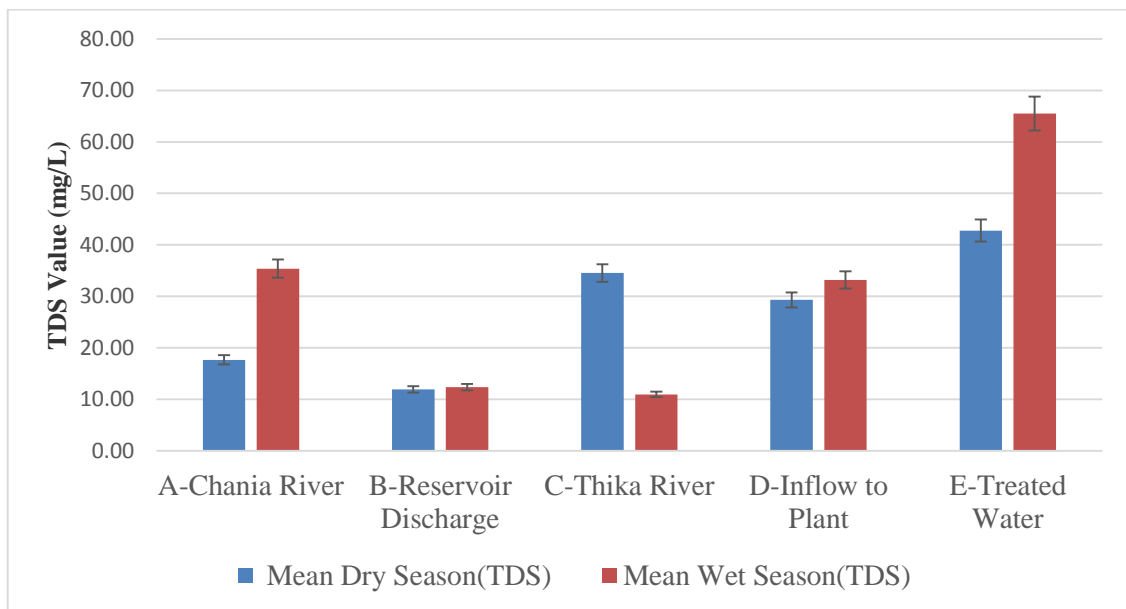 80.00
70.00
60.00
50.00
40.00
30.00
20.00
10.00
0.00
TDS Value (mg/L)
A-Chania River
B-Reservoir
Discharge
C-Thika River
D-Inflow to
Plant
E-Treated
Water
Mean Dry Season(TDS)
Mean Wet Season(TDS)